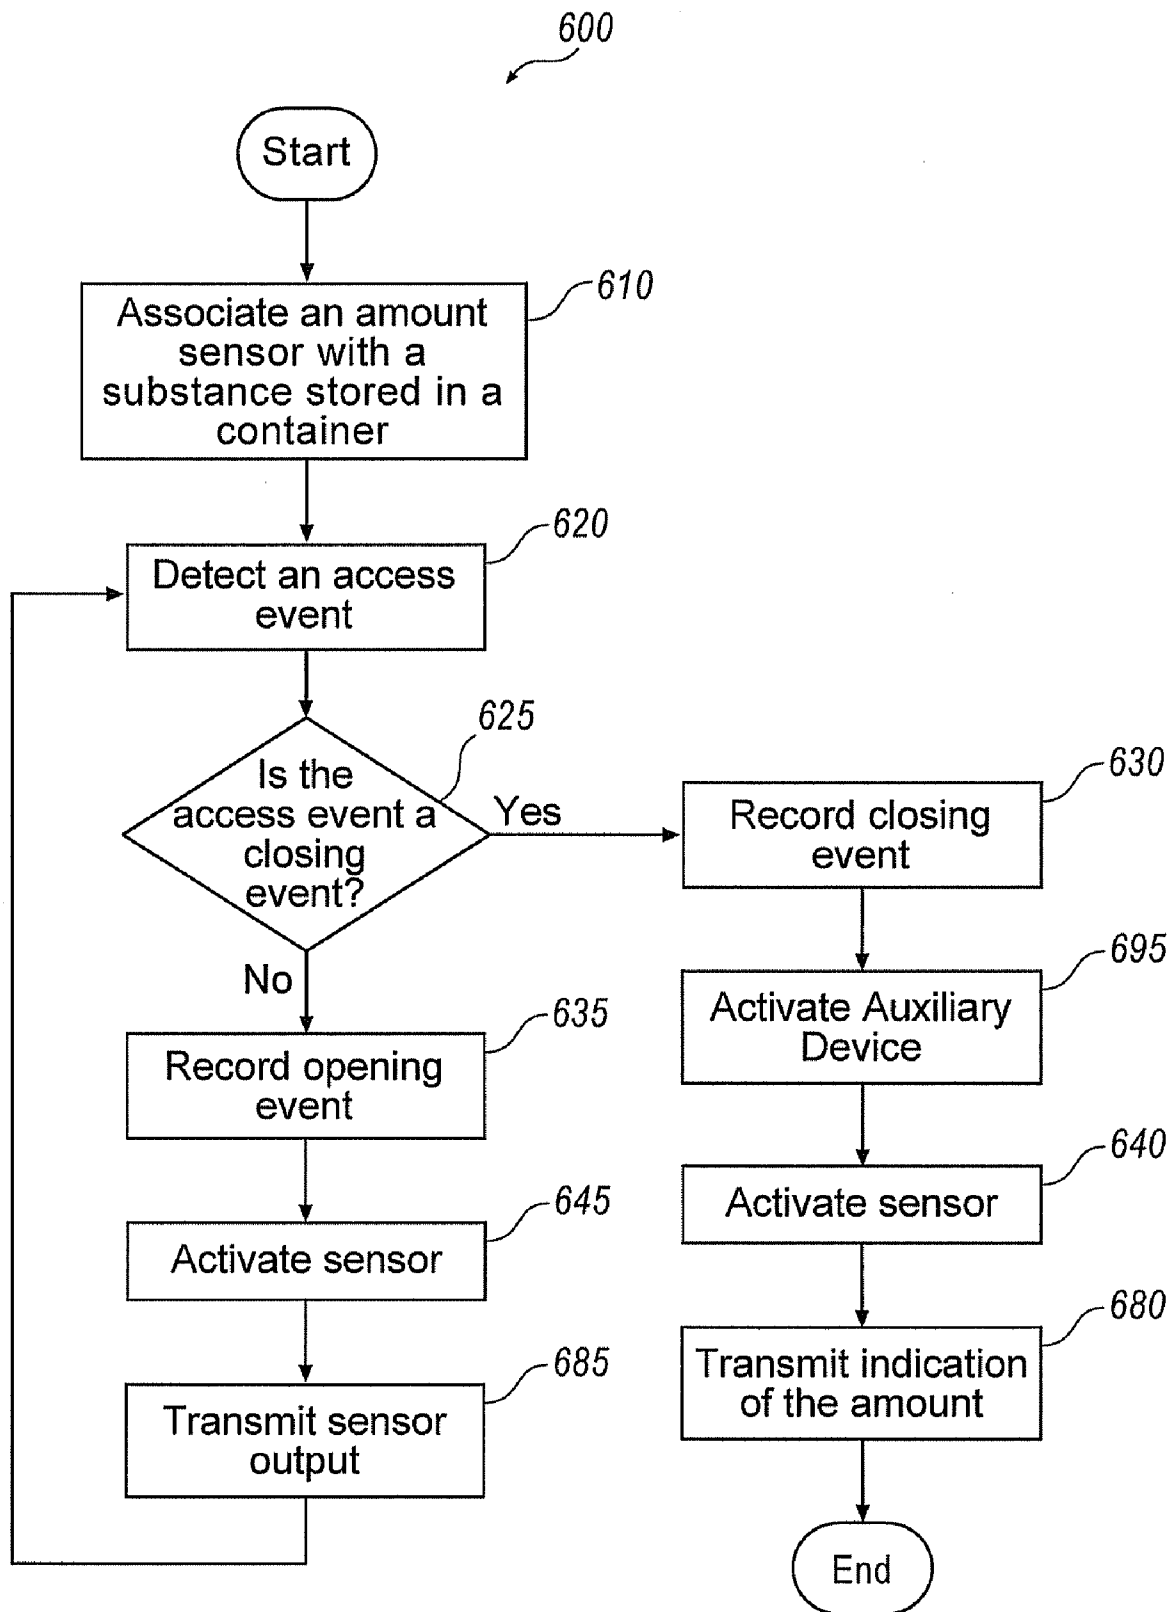 600
Start
610
Associate an amount
sensor with a
substance stored in a
container
620
Detect an access
event
625
Is the
access event a
closing
event?
Yes
No
630
Record closing
event
695
Activate Auxiliary
Device
635
Record opening
event
640
Activate sensor
645
Activate sensor
680
Transmit indication
of the amount
685
Transmit sensor
output
End